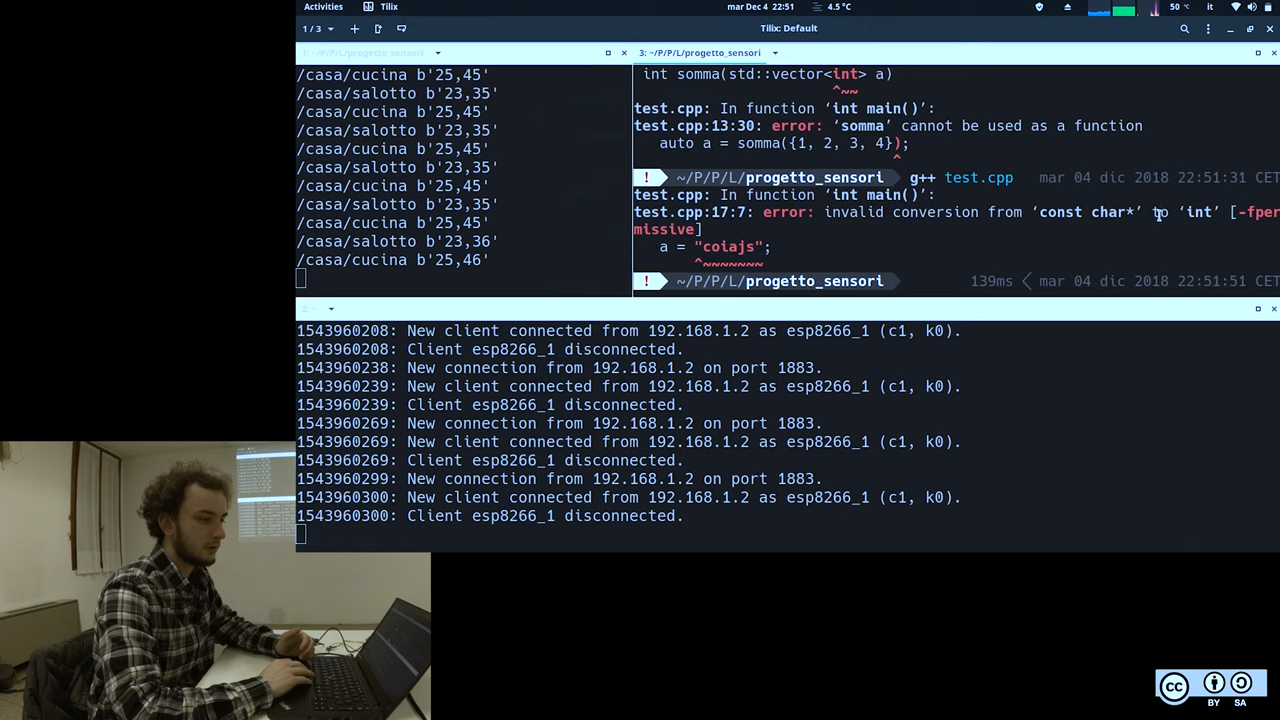 Activities Tilix mar Dec 4 22:51 4.5 °C 50 °C it
1 / 3 Tilix: Default
1: ~/P/P/L/progetto_sensori
/casa/cucina b'25,45'
/casa/salotto b'23,35'
/casa/cucina b'25,45'
/casa/salotto b'23,35'
/casa/cucina b'25,45'
/casa/salotto b'23,35'
/casa/cucina b'25,45'
/casa/salotto b'23,35'
/casa/cucina b'25,45'
/casa/salotto b'23,36'
/casa/cucina b'25,46'
3: ~/P/P/L/progetto_sensori
int somma(std::vector<int> a)
^~~
test.cpp: In function ‘int main()’:
test.cpp:13:30: error: ‘somma’ cannot be used as a function
auto a = somma({1, 2, 3, 4});
^
! ~/P/P/L/progetto_sensori g++ test.cpp mar 04 dic 2018 22:51:31 CET
test.cpp: In function ‘int main()’:
test.cpp:17:7: error: invalid conversion from ‘const char*’ to ‘int’ [-fper
missive]
a = "coiajs";
^~~~~~~~
! ~/P/P/L/progetto_sensori 139ms < mar 04 dic 2018 22:51:51 CET
2: ~
1543960208: New client connected from 192.168.1.2 as esp8266_1 (c1, k0).
1543960208: Client esp8266_1 disconnected.
1543960238: New connection from 192.168.1.2 on port 1883.
1543960239: New client connected from 192.168.1.2 as esp8266_1 (c1, k0).
1543960239: Client esp8266_1 disconnected.
1543960269: New connection from 192.168.1.2 on port 1883.
1543960269: New client connected from 192.168.1.2 as esp8266_1 (c1, k0).
1543960269: Client esp8266_1 disconnected.
1543960299: New connection from 192.168.1.2 on port 1883.
1543960300: New client connected from 192.168.1.2 as esp8266_1 (c1, k0).
1543960300: Client esp8266_1 disconnected.
cc
BY SA